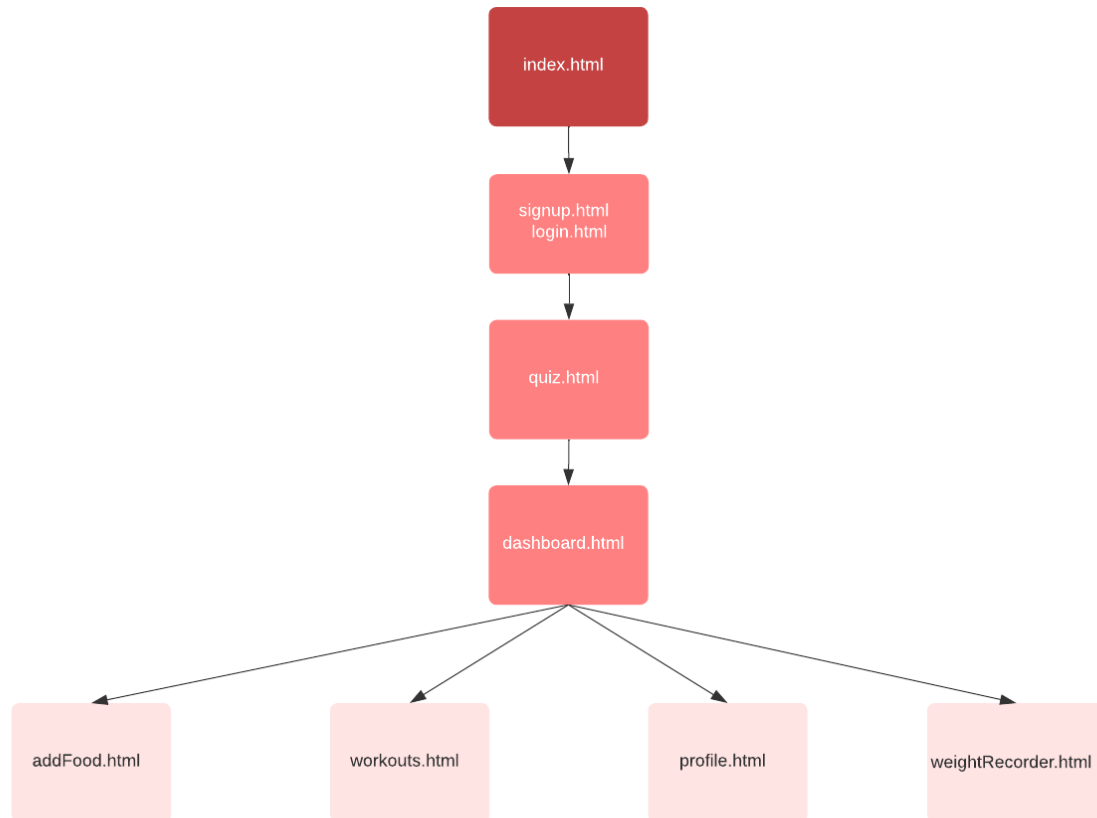 index.html
signup.html
login.html
quiz.html
dashboard.html
addFood.html
workouts.html
profile.html
weightRecorder.html